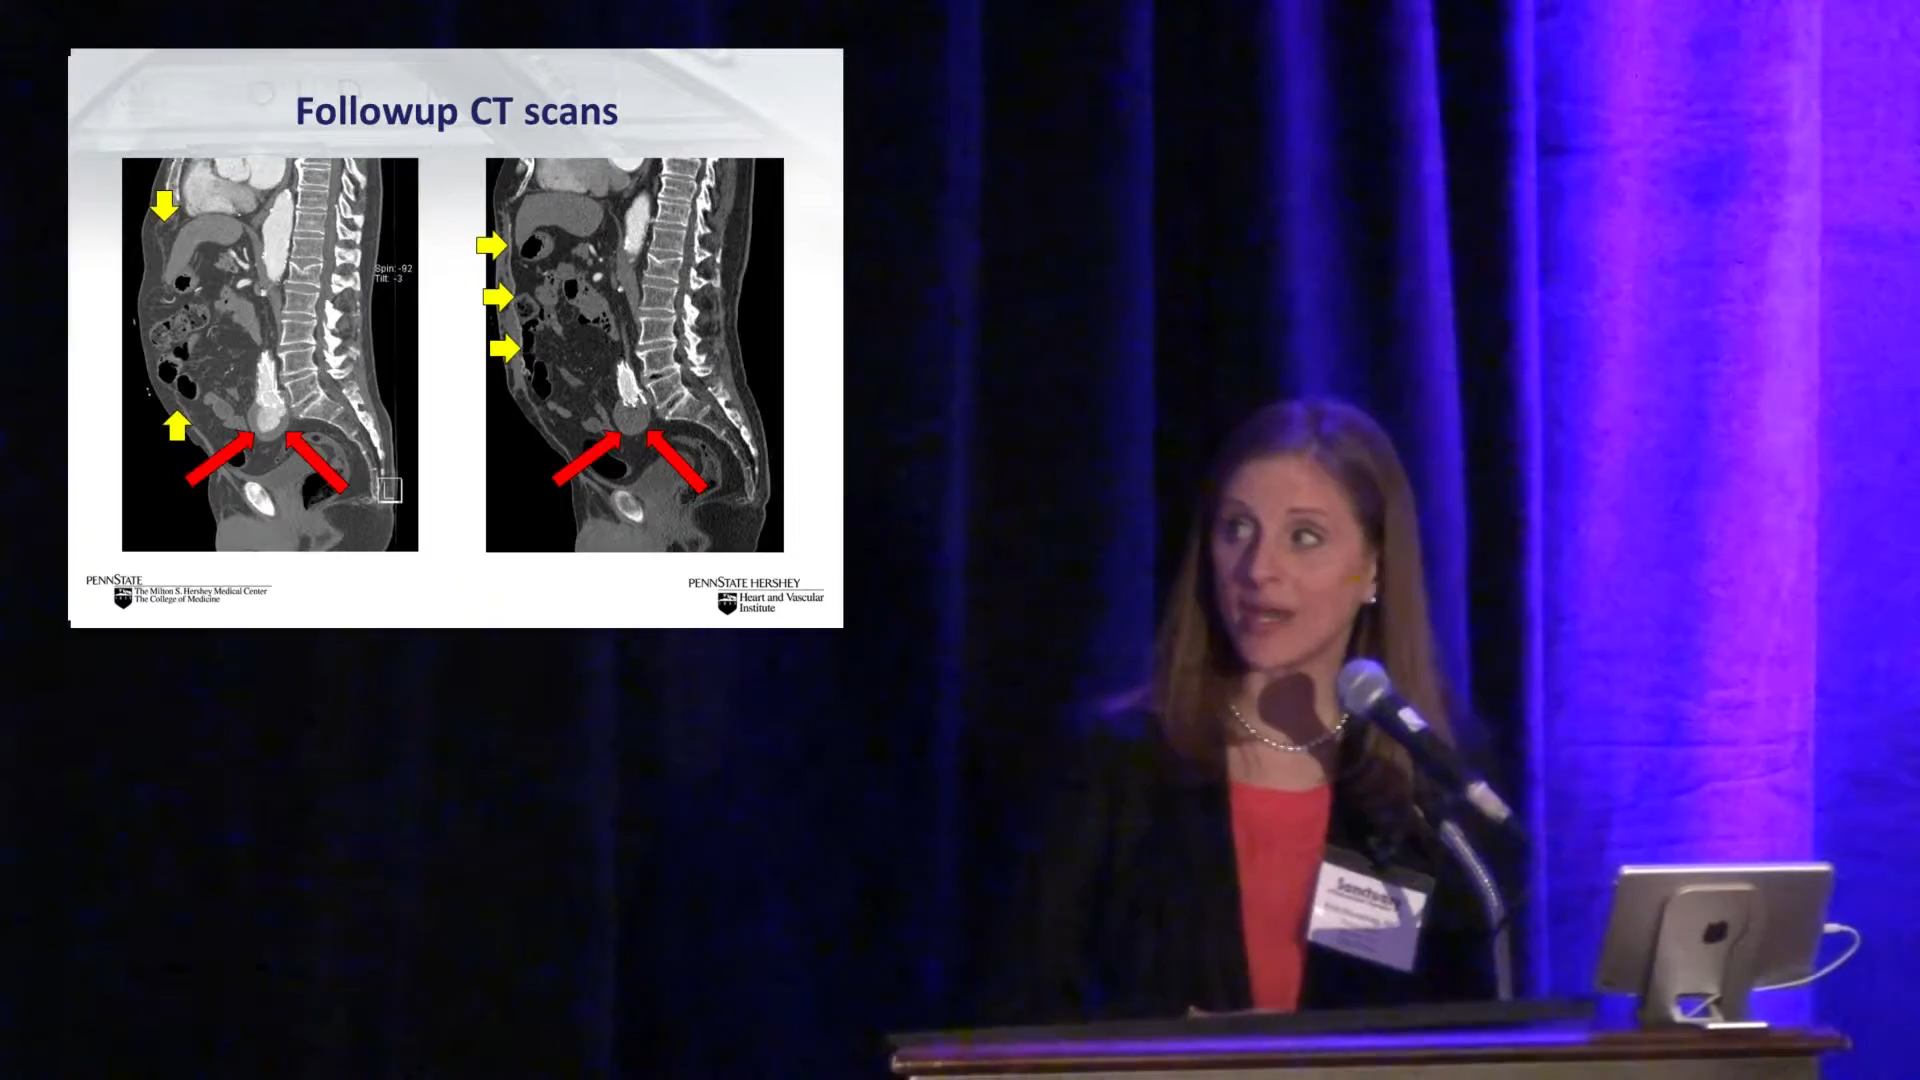 Followup CT scans
Spin: -92
Tilt: -3
L
PENNSTATE
The Milton S. Hershey Medical Center
The College of Medicine
PENNSTATE HERSHEY
Heart and Vascular
Institute